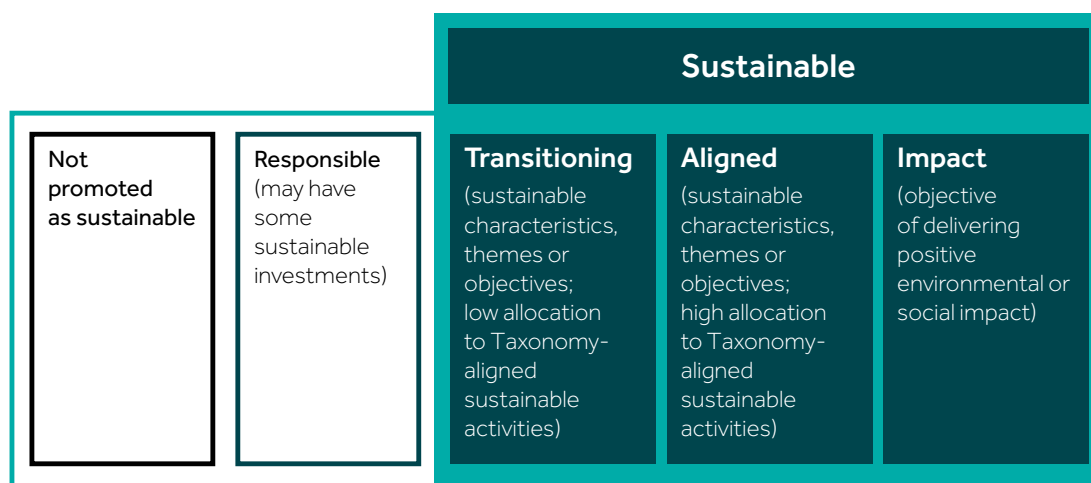 Sustainable
Not
promoted
as sustainable
Responsible
(may have
some
sustainable
investments)
Transitioning
(sustainable
characteristics,
themes or
objectives;
low allocation
to Taxonomy-
aligned
sustainable
activities)
Aligned
(sustainable
characteristics,
themes or
objectives;
high allocation
to Taxonomy-
aligned
sustainable
activities)
Impact
(objective
of delivering
positive
environmental or
social impact)